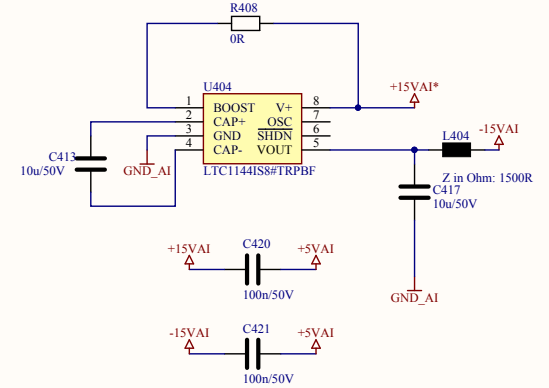 R408
0R
U404
1 BOOST V+ 8
2 CAP+ OSC 7
3 GND SHDN 6
4 CAP- VOUT 5
LTC1144IS8#TRPBF
+15VAI*
-15VAI
L404
Z in Ohm: 1500R
C413
10u/50V
GND_AI
C417
10u/50V
GND_AI
+15VAI
C420
+5VAI
100n/50V
-15VAI
C421
+5VAI
100n/50V